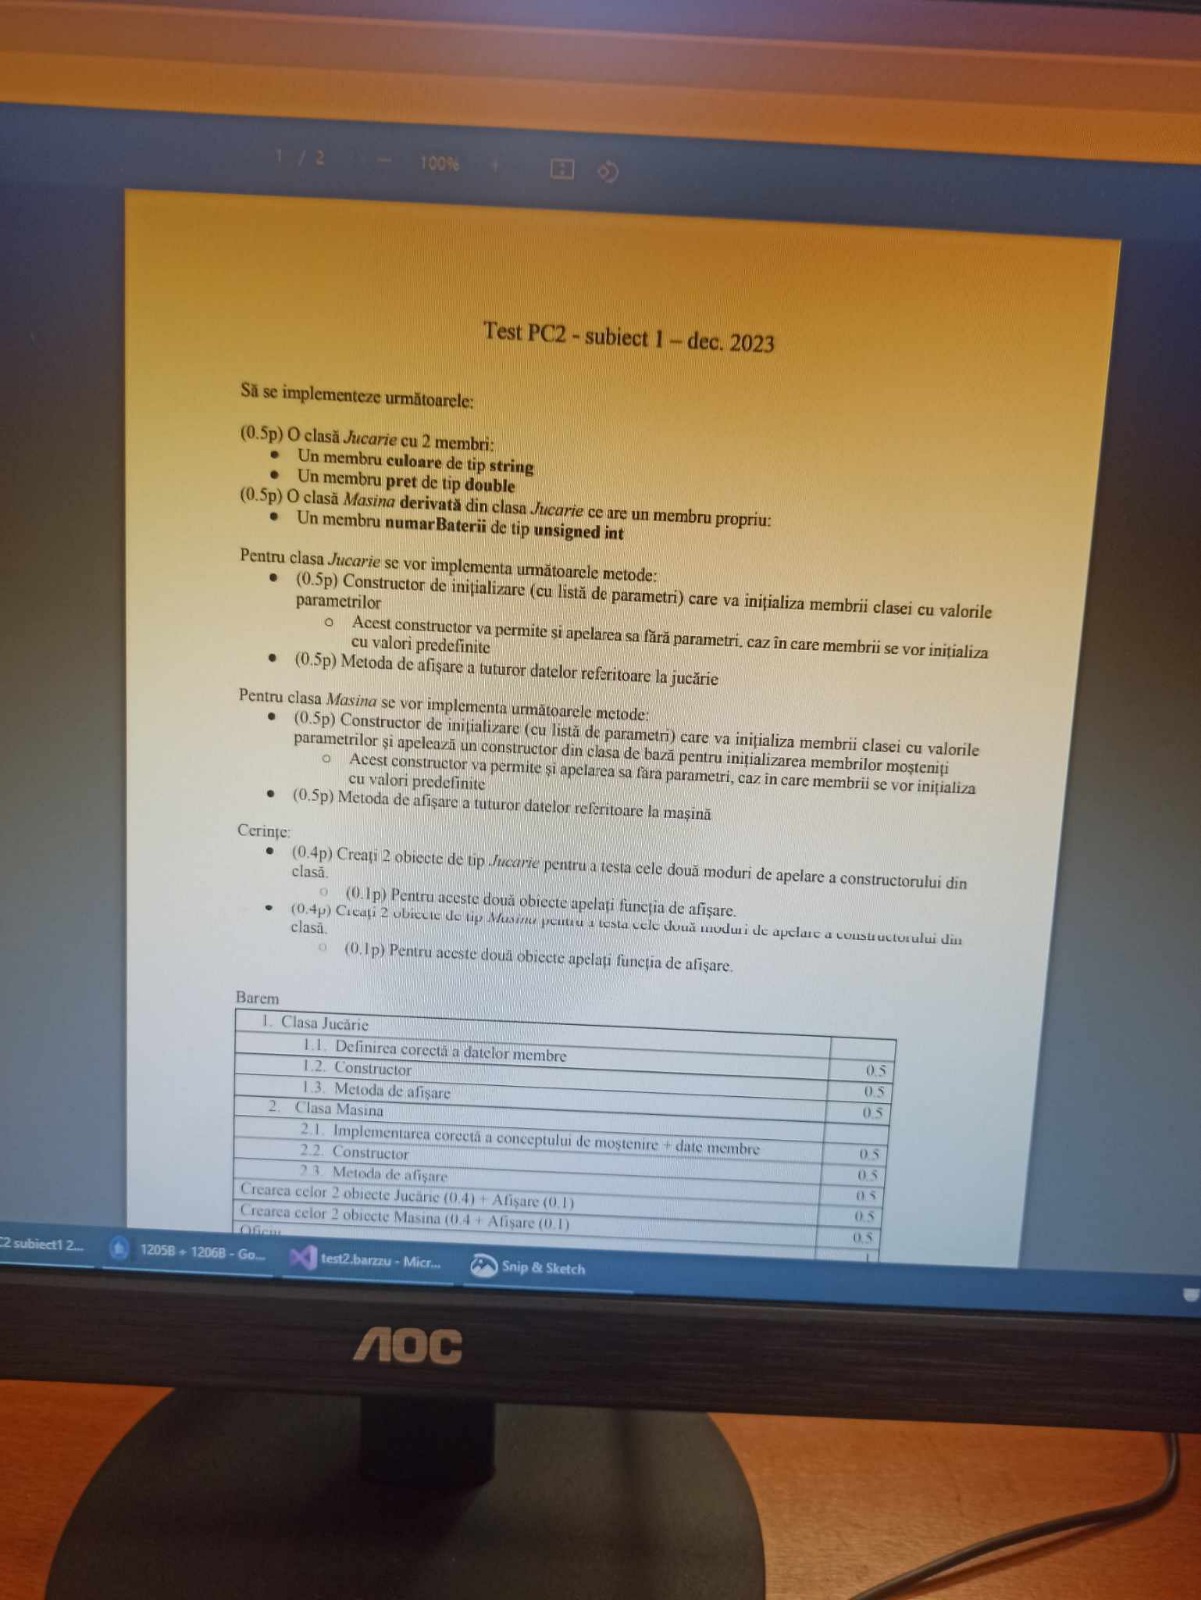 1 / 2 − 100% +
Test PC2 - subiect 1 – dec. 2023
Să se implementeze următoarele:
(0.5p) O clasă Jucarie cu 2 membri:
• Un membru culoare de tip string
• Un membru pret de tip double
(0.5p) O clasă Masina derivată din clasa Jucarie ce are un membru propriu:
• Un membru numarBaterii de tip unsigned int
Pentru clasa Jucarie se vor implementa următoarele metode:
• (0.5p) Constructor de inițializare (cu listă de parametri) care va inițializa membrii clasei cu valorile
parametrilor
o Acest constructor va permite și apelarea sa fără parametri, caz în care membrii se vor inițializa
cu valori predefinite
• (0.5p) Metoda de afișare a tuturor datelor referitoare la jucărie
Pentru clasa Masina se vor implementa următoarele metode:
• (0.5p) Constructor de inițializare (cu listă de parametri) care va inițializa membrii clasei cu valorile
parametrilor și apelează un constructor din clasa de bază pentru inițializarea membrilor moșteniți
o Acest constructor va permite și apelarea sa fără parametri, caz în care membrii se vor inițializa
cu valori predefinite
• (0.5p) Metoda de afișare a tuturor datelor referitoare la mașină
Cerințe:
• (0.4p) Creați 2 obiecte de tip Jucarie pentru a testa cele două moduri de apelare a constructorului din
clasă.
o (0.1p) Pentru aceste două obiecte apelați funcția de afișare.
• (0.4p) Creați 2 obiecte de tip Masina pentru a testa cele două moduri de apelare a constructorului din
clasă.
o (0.1p) Pentru aceste două obiecte apelați funcția de afișare.
Barem
1. Clasa Jucărie
1.1. Definirea corectă a datelor membre 0.5
1.2. Constructor 0.5
1.3. Metoda de afișare 0.5
2. Clasa Masina
2.1. Implementarea corectă a conceptului de moștenire + date membre 0.5
2.2. Constructor 0.5
2.3. Metoda de afișare 0.5
Crearea celor 2 obiecte Jucărie (0.4) + Afișare (0.1) 0.5
Crearea celor 2 obiecte Masina (0.4 + Afișare (0.1) 0.5
Oficiu 1
C2 subiect1 2...
1205B + 1206B - Go...
test2.barzzu - Micr...
Snip & Sketch
AOC